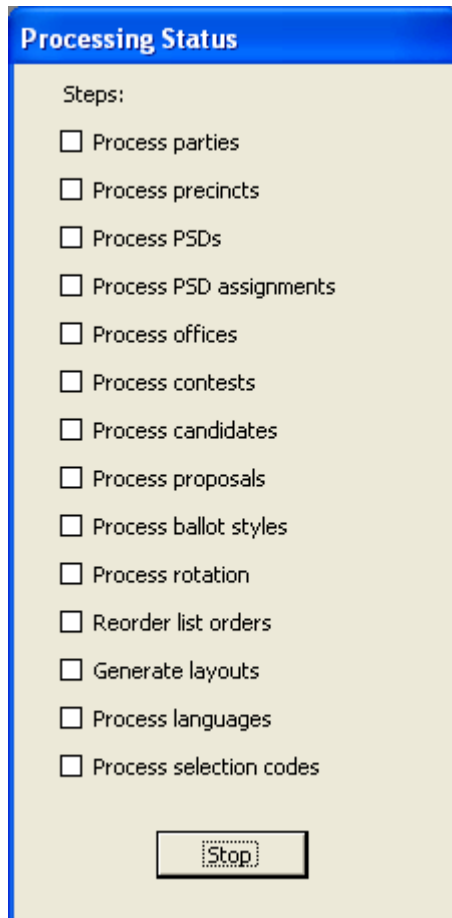 Processing Status
Steps:
Process parties
Process precincts
Process PSDs
Process PSD assignments
Process offices
Process contests
Process candidates
Process proposals
Process ballot styles
Process rotation
Reorder list orders
Generate layouts
Process languages
Process selection codes
Stop